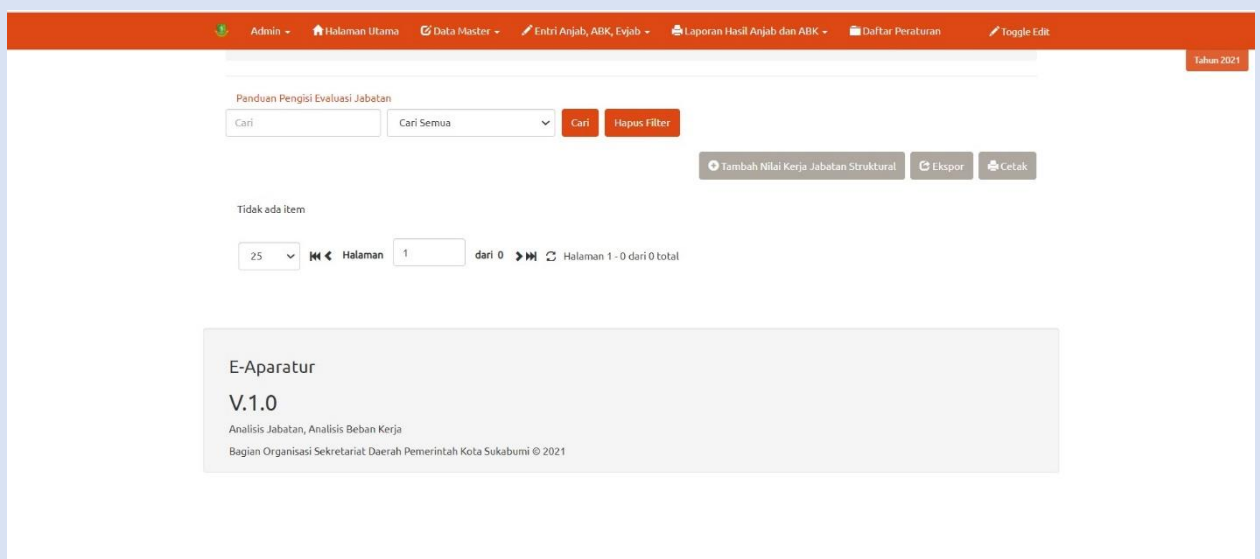 Admin Halaman Utama Data Master Entri Anjab, ABK, Evjab Laporan Hasil Anjab dan ABK Daftar Peraturan Toggle Edit
Tahun 2021
Panduan Pengisi Evaluasi Jabatan
Cari Cari Semua Cari Hapus Filter
Tambah Nilai Kerja Jabatan Struktural Ekspor Cetak
Tidak ada item
25 Halaman 1 dari 0 Halaman 1 - 0 dari 0 total
E-Aparatur
V.1.0
Analisis Jabatan, Analisis Beban Kerja
Bagian Organisasi Sekretariat Daerah Pemerintah Kota Sukabumi © 2021